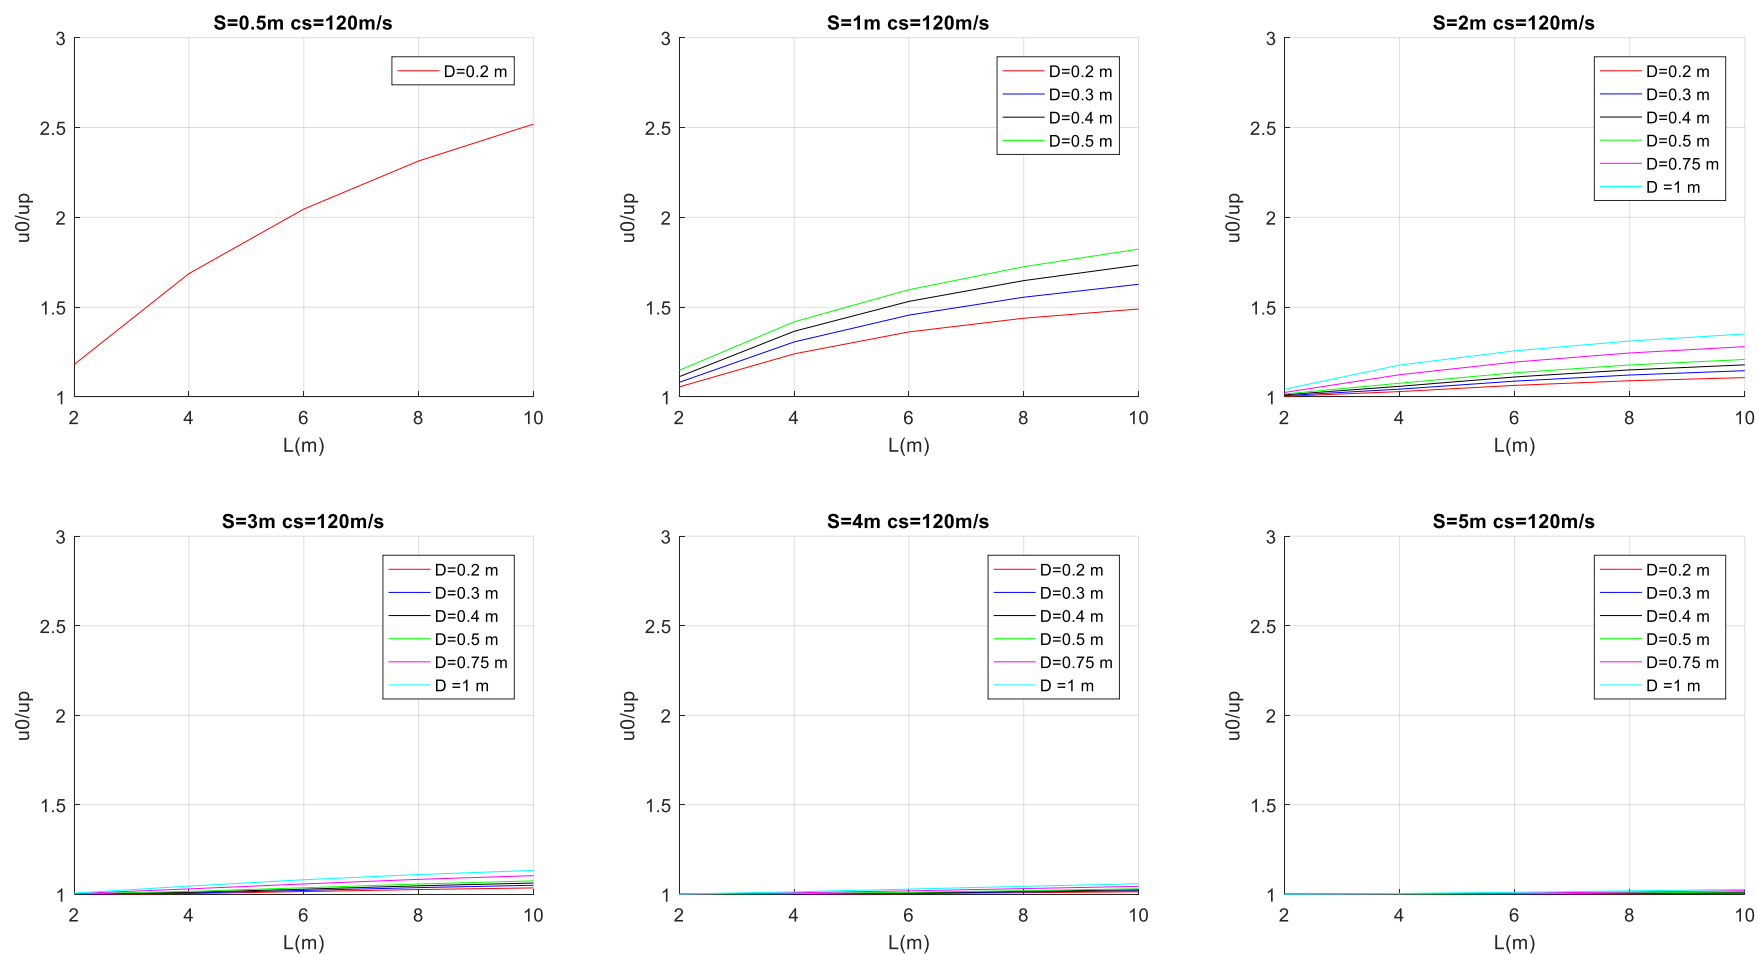 S=0.5m cs=120m/s
3
2.5
2
1.5
1
u0/up
D=0.2 m
2 4 6 8 10
L(m)
S=1m cs=120m/s
3
2.5
2
1.5
1
u0/up
D=0.2 m
D=0.3 m
D=0.4 m
D=0.5 m
2 4 6 8 10
L(m)
S=2m cs=120m/s
3
2.5
2
1.5
1
u0/up
D=0.2 m
D=0.3 m
D=0.4 m
D=0.5 m
D=0.75 m
D =1 m
2 4 6 8 10
L(m)
S=3m cs=120m/s
3
2.5
2
1.5
1
u0/up
D=0.2 m
D=0.3 m
D=0.4 m
D=0.5 m
D=0.75 m
D =1 m
2 4 6 8 10
L(m)
S=4m cs=120m/s
3
2.5
2
1.5
1
u0/up
D=0.2 m
D=0.3 m
D=0.4 m
D=0.5 m
D=0.75 m
D =1 m
2 4 6 8 10
L(m)
S=5m cs=120m/s
3
2.5
2
1.5
1
u0/up
D=0.2 m
D=0.3 m
D=0.4 m
D=0.5 m
D=0.75 m
D =1 m
2 4 6 8 10
L(m)